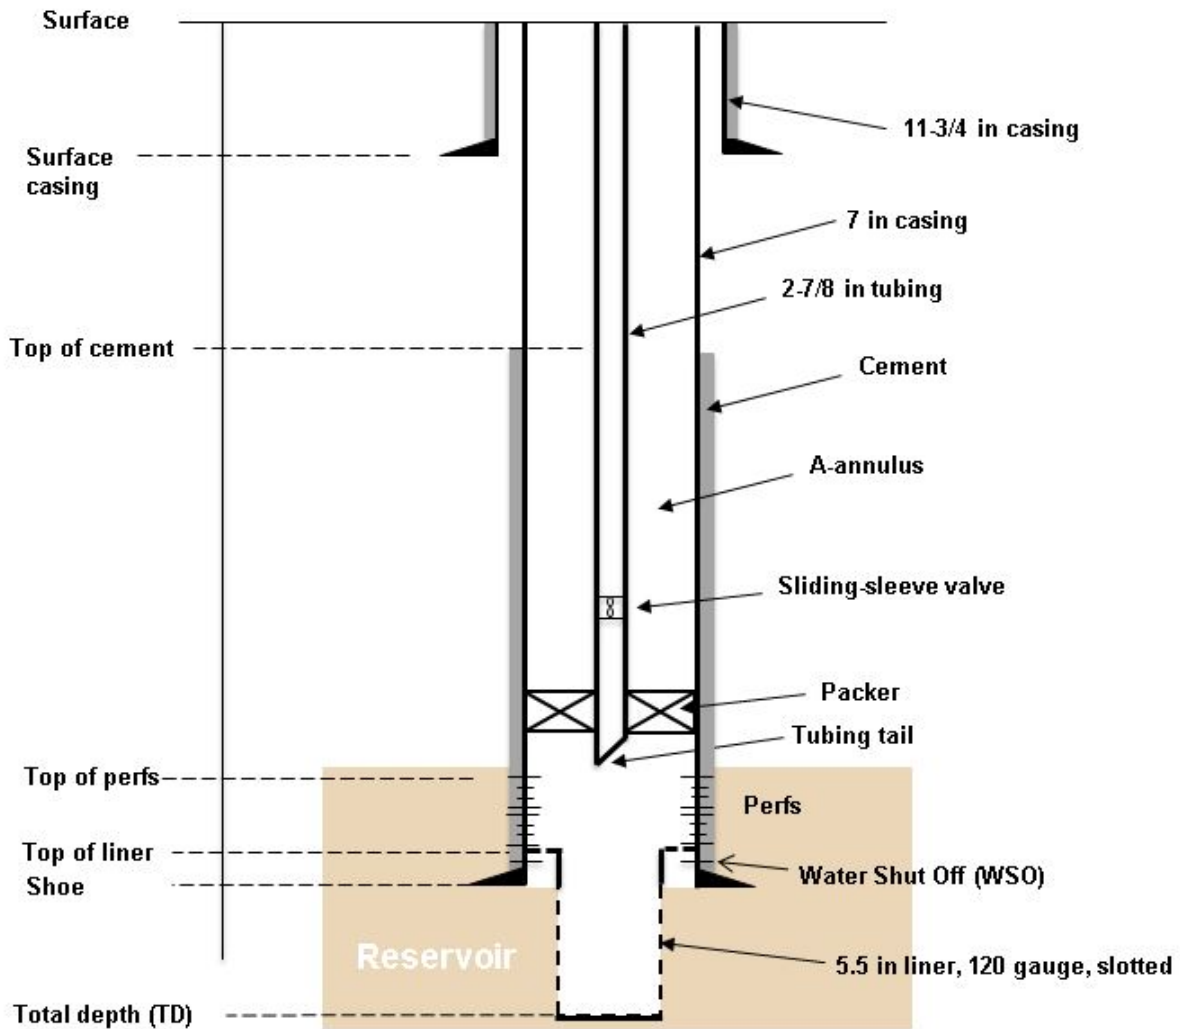 Surface
11-3/4 in casing
Surface
casing
7 in casing
2-7/8 in tubing
Top of cement
Cement
A-annulus
Sliding-sleeve valve
Packer
Tubing tail
Top of perfs
Perfs
Top of liner
Water Shut Off (WSO)
Shoe
Reservoir
5.5 in liner, 120 gauge, slotted
Total depth (TD)